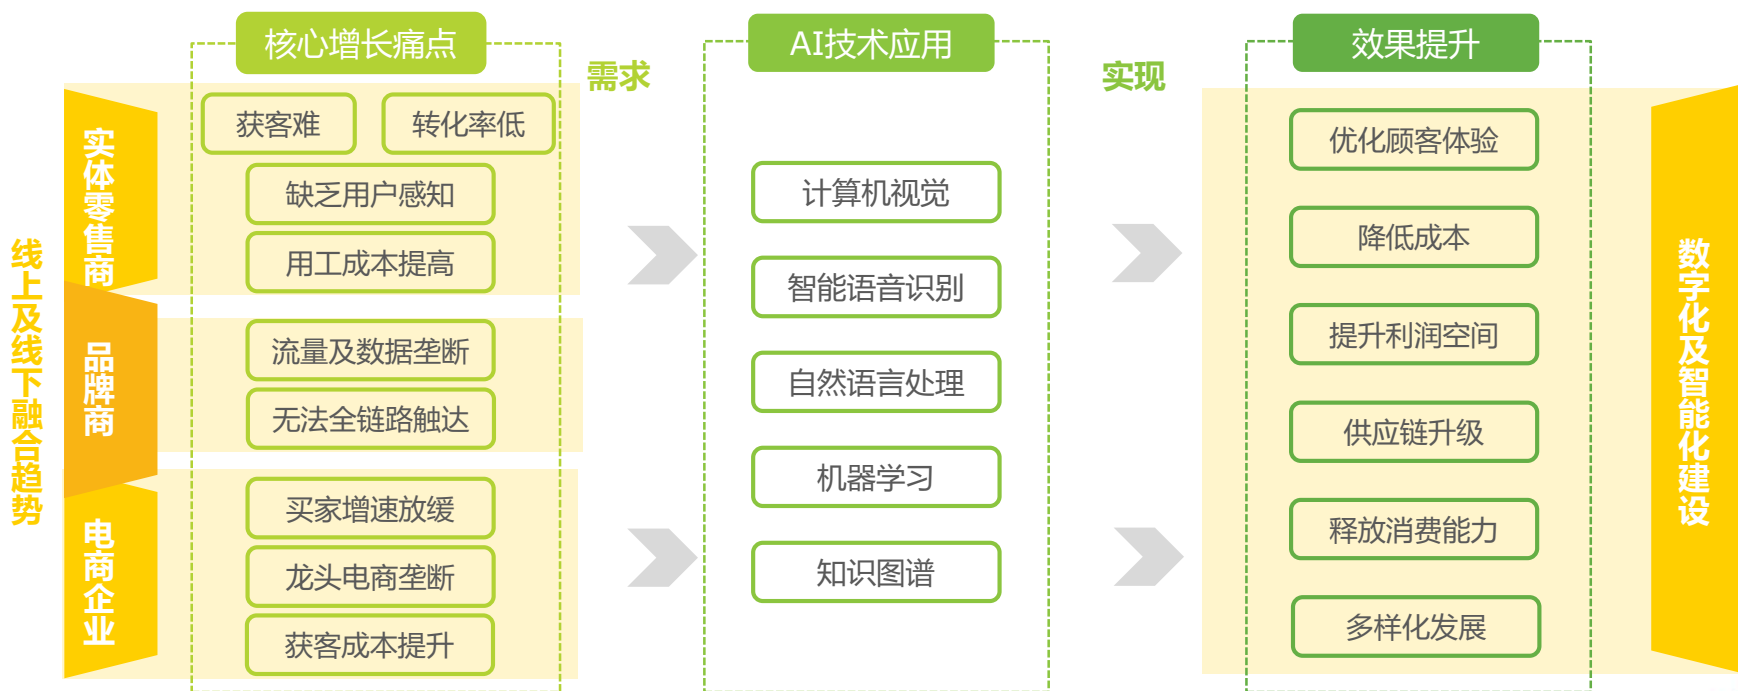 核心增长痛点
需求
AI技术应用
实现
效果提升
线上及线下融合趋势
实体零售商
获客难
转化率低
缺乏用户感知
用工成本提高
品牌商
流量及数据垄断
无法全链路触达
电商企业
买家增速放缓
龙头电商垄断
获客成本提升
计算机视觉
智能语音识别
自然语言处理
机器学习
知识图谱
优化顾客体验
降低成本
提升利润空间
供应链升级
释放消费能力
多样化发展
数字化及智能化建设